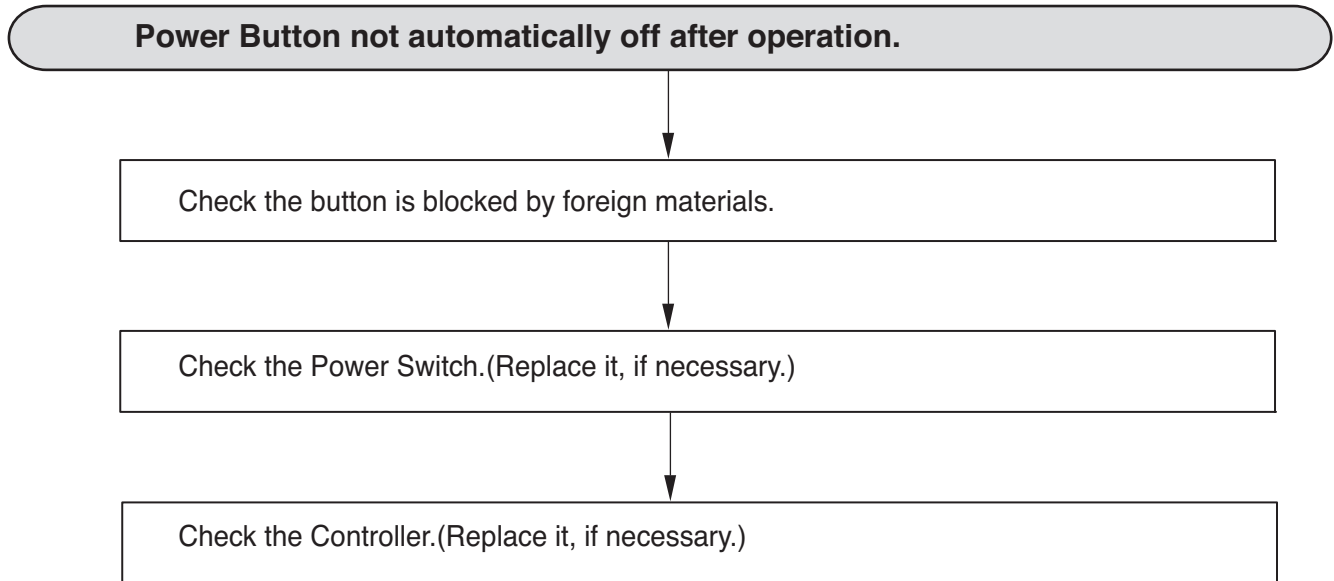 Power Button not automatically off after operation.
Check the button is blocked by foreign materials.
Check the Power Switch.(Replace it, if necessary.)
Check the Controller.(Replace it, if necessary.)